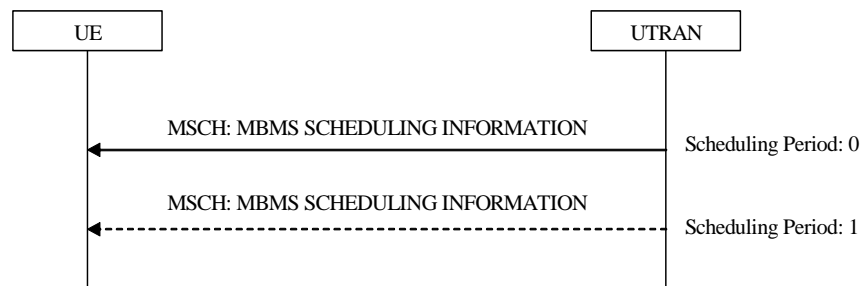 UE
UTRAN
MSCH: MBMS SCHEDULING INFORMATION
Scheduling Period: 0
MSCH: MBMS SCHEDULING INFORMATION
Scheduling Period: 1